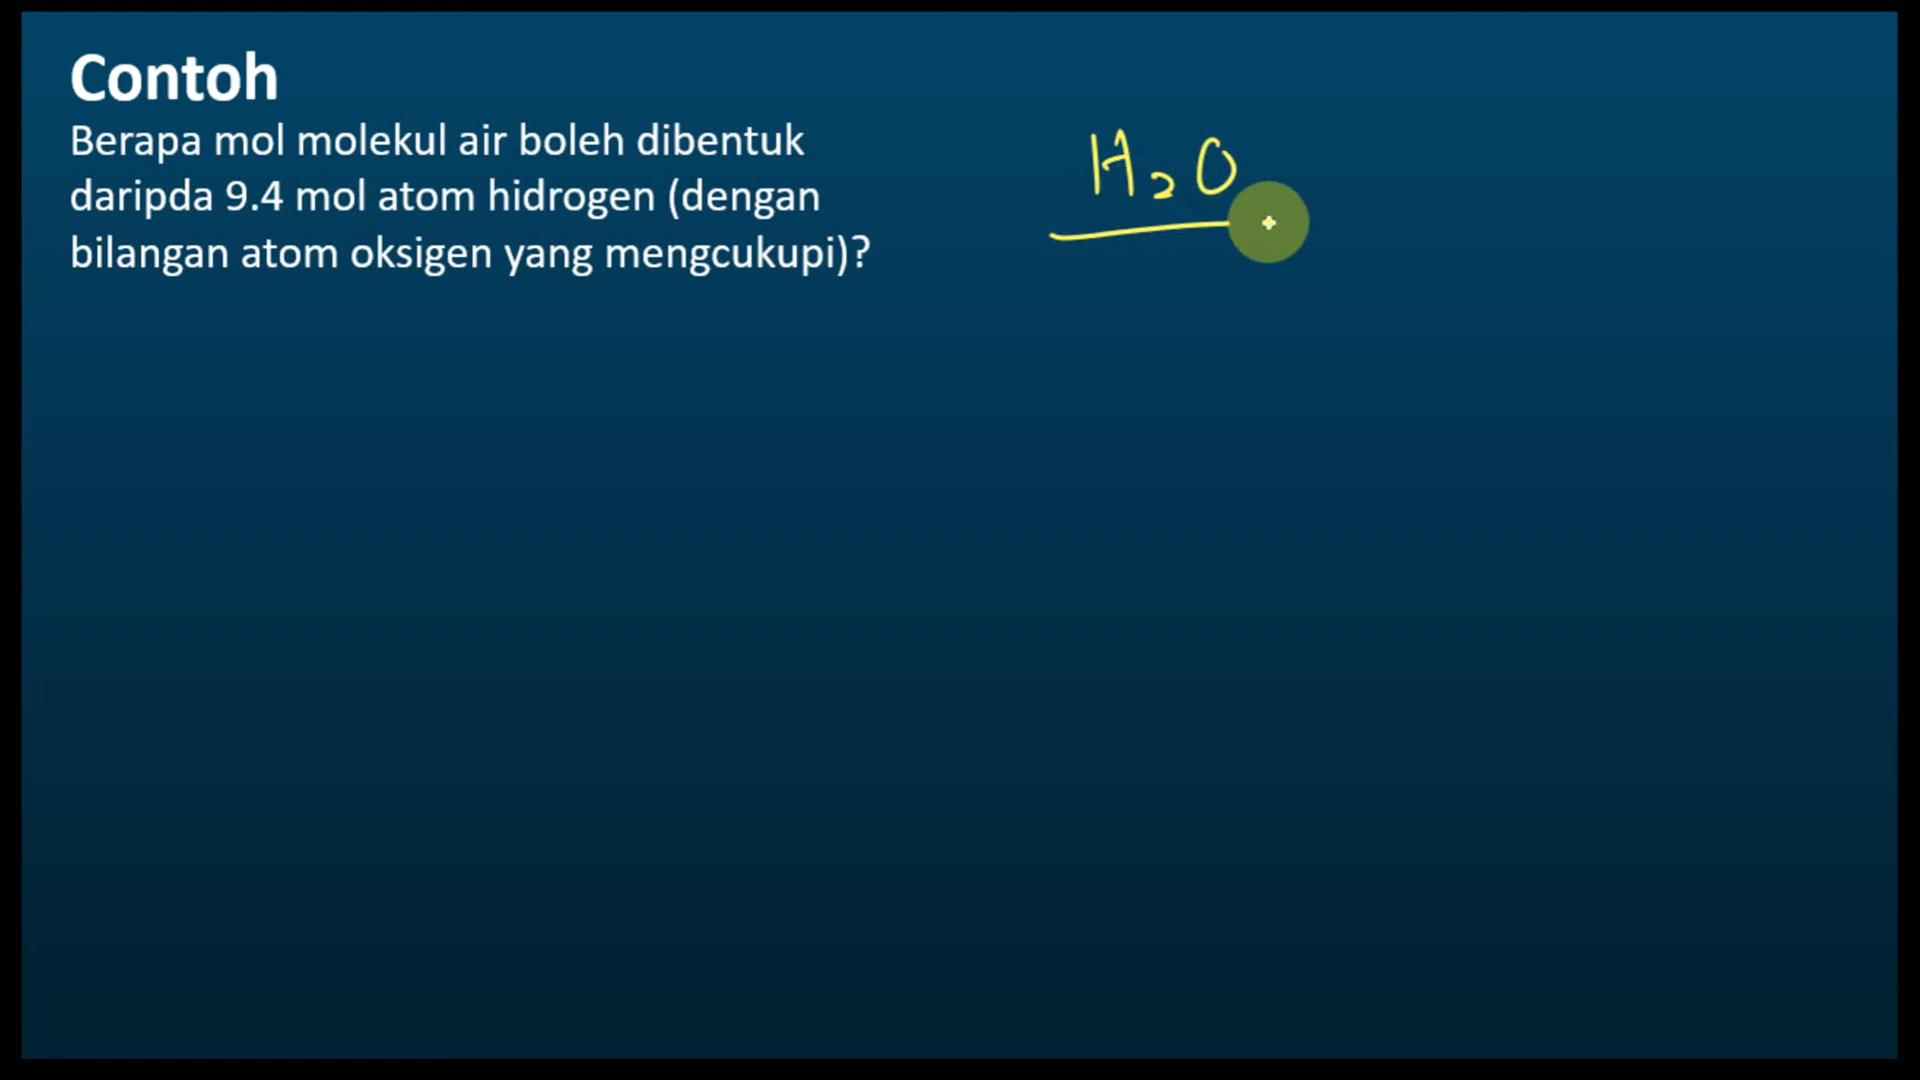 Contoh
Berapa mol molekul air boleh dibentuk
daripda 9.4 mol atom hidrogen (dengan
bilangan atom oksigen yang mengcukupi)?
H₂O